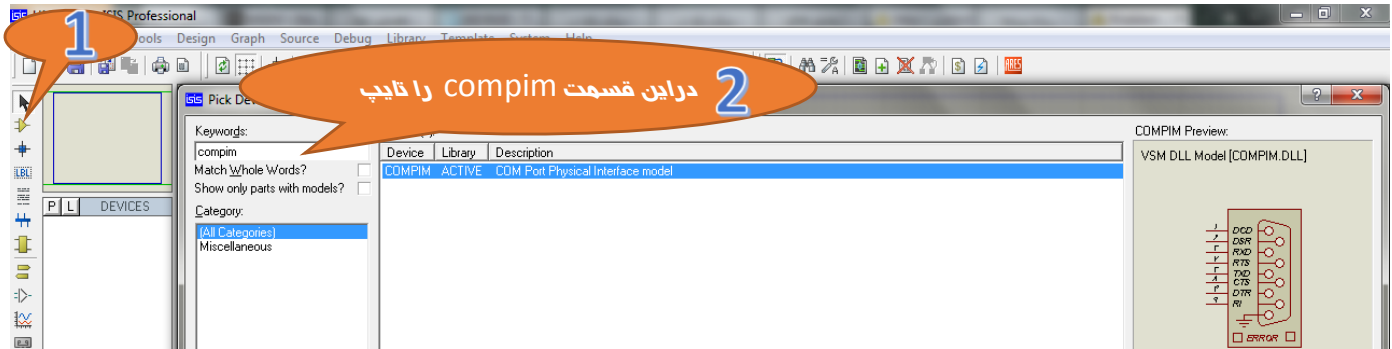 ISIS Professional
1
ools Design Graph Source Debug Library Template System Help
2 دراین قسمت compim را تایپ
ARES
ISIS Pick De
Keywords:
compim
Match Whole Words?
Show only parts with models?
Category:
(All Categories)
Miscellaneous
Device Library Description
COMPIM ACTIVE COM Port Physical Interface model
COMPIM Preview:
VSM DLL Model [COMPIM.DLL]
DCD
DSR
RXD
RTS
TXD
CTS
DTR
RI
ERROR
LBL
P L DEVICES